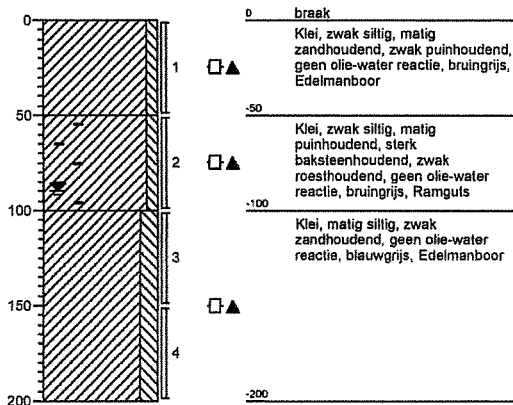 0
50
100
150
200
1
2
3
4
0
braak
Klei, zwak siltig, matig
zandhoudend, zwak puinhoudend,
geen olie-water reactie, bruingrijs,
Edelmanboor
-50
Klei, zwak siltig, matig
puinhoudend, sterk
baksteenhoudend, zwak
roesthoudend, geen olie-water
reactie, bruingrijs, Ramguts
-100
Klei, matig siltig, zwak
zandhoudend, geen olie-water
reactie, blauwgrijs, Edelmanboor
-200